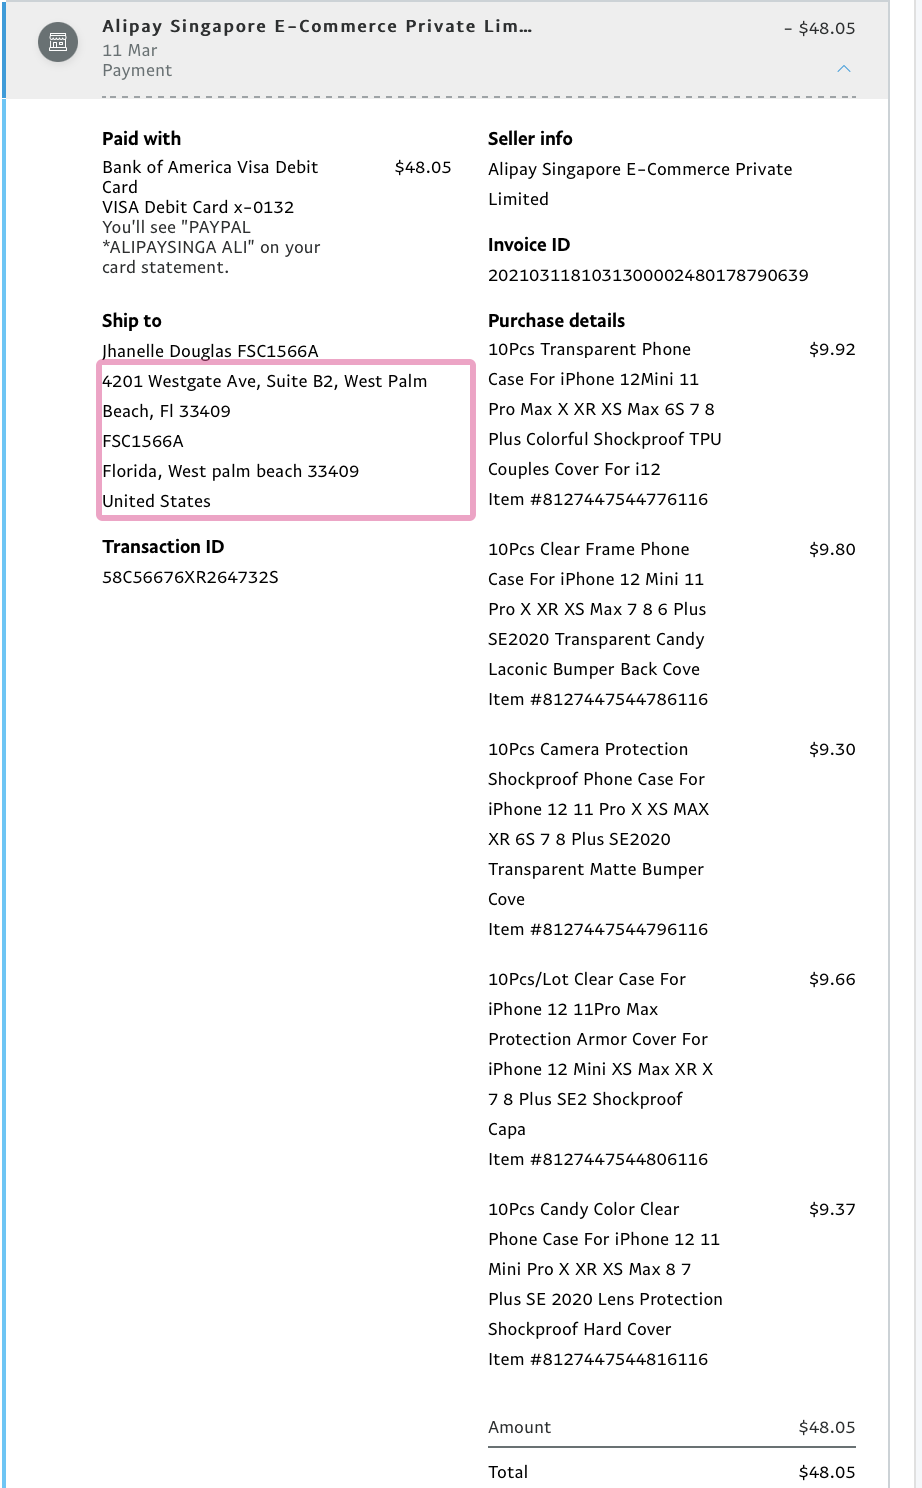 Alipay Singapore E-Commerce Private Lim...
- $48.05
11 Mar
Payment
Paid with
Bank of America Visa Debit
Card
$48.05
VISA Debit Card x-0132
You'll see "PAYPAL
*ALIPAYSINGA ALI" on your
card statement.
Ship to
Jhanelle Douglas FSC1566A
4201 Westgate Ave, Suite B2, West Palm
Beach, Fl 33409
FSC1566A
Florida, West palm beach 33409
United States
Transaction ID
58C56676XR264732S
Seller info
Alipay Singapore E-Commerce Private
Limited
Invoice ID
2021031181031300002480178790639
Purchase details
10Pcs Transparent Phone
$9.92
Case For iPhone 12Mini 11
Pro Max X XR XS Max 6S 7 8
Plus Colorful Shockproof TPU
Couples Cover For i12
Item #8127447544776116
10Pcs Clear Frame Phone
$9.80
Case For iPhone 12 Mini 11
Pro X XR XS Max 7 8 6 Plus
SE2020 Transparent Candy
Laconic Bumper Back Cove
Item #8127447544786116
10Pcs Camera Protection
$9.30
Shockproof Phone Case For
iPhone 12 11 Pro X XS MAX
XR 6S 7 8 Plus SE2020
Transparent Matte Bumper
Cove
Item #8127447544796116
10Pcs/Lot Clear Case For
$9.66
iPhone 12 11Pro Max
Protection Armor Cover For
iPhone 12 Mini XS Max XR X
7 8 Plus SE2 Shockproof
Capa
Item #8127447544806116
10Pcs Candy Color Clear
$9.37
Phone Case For iPhone 12 11
Mini Pro X XR XS Max 8 7
Plus SE 2020 Lens Protection
Shockproof Hard Cover
Item #8127447544816116
Amount
$48.05
Total
$48.05